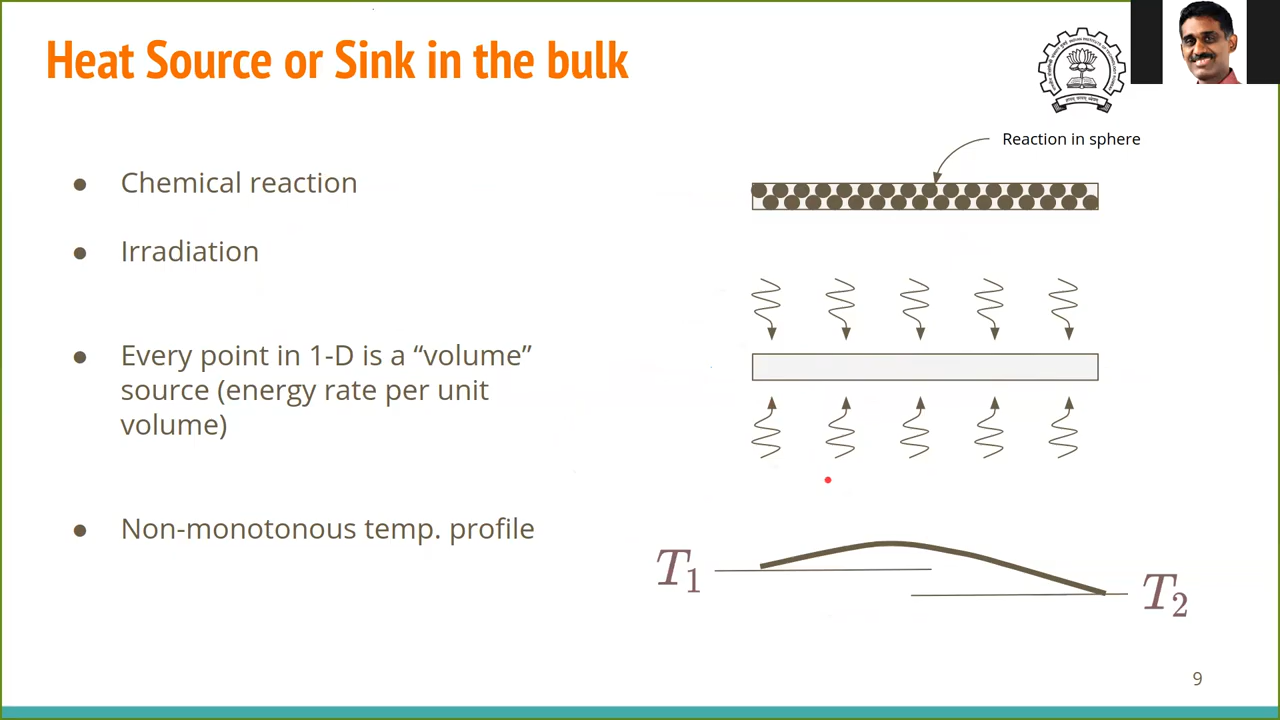 Heat Source or Sink in the bulk
Reaction in sphere
● Chemical reaction
● Irradiation
● Every point in 1-D is a “volume”
source (energy rate per unit
volume)
● Non-monotonous temp. profile
T1
T2
9